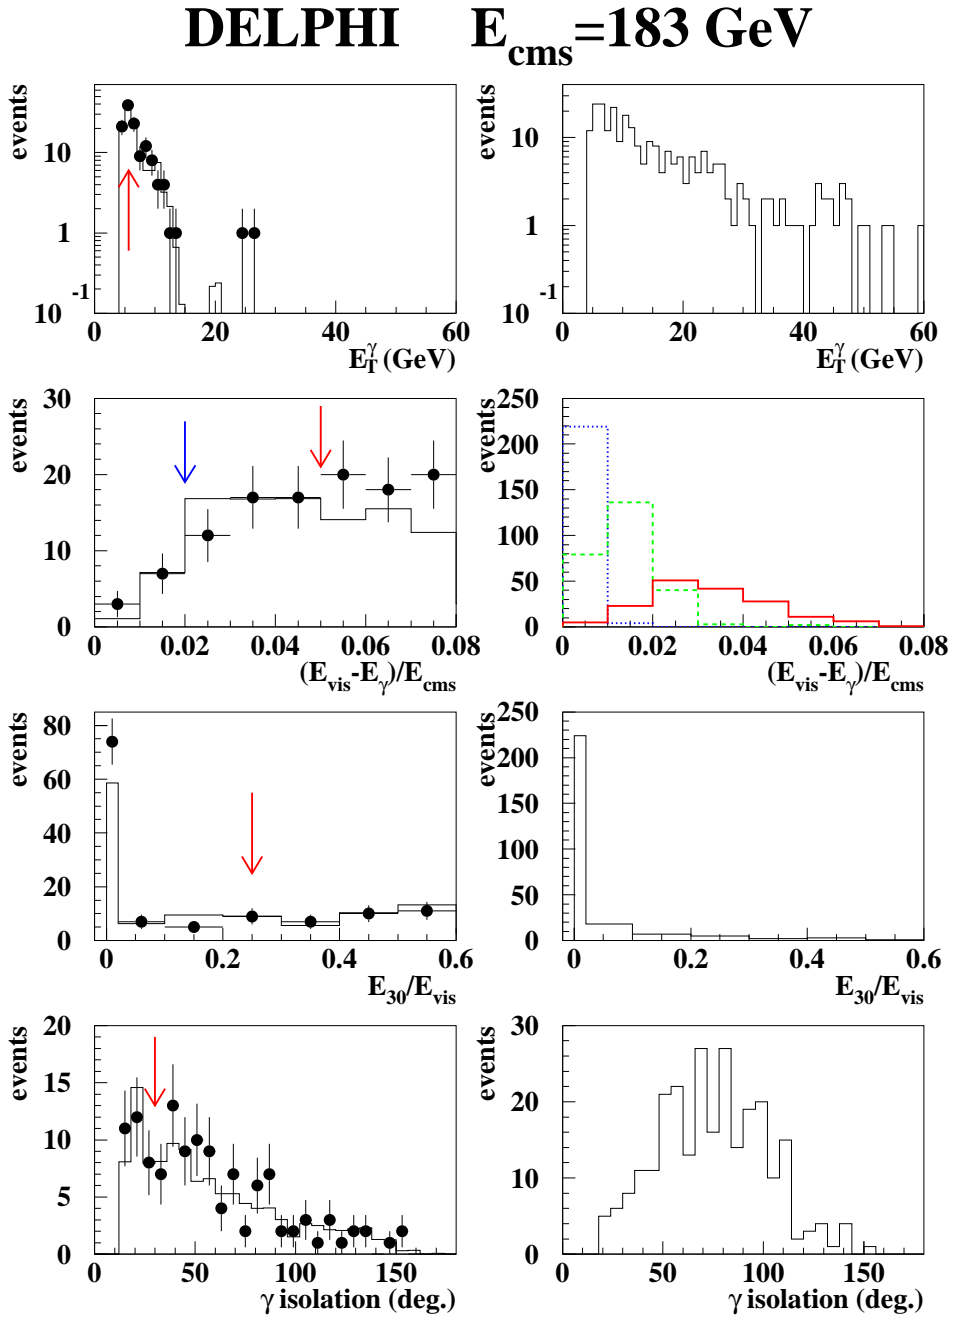 DELPHI E_cms=183 GeV
events
10
1
10^-1
0 20 40 60
E_T^γ (GeV)
events
10
1
10^-1
0 20 40 60
E_T^γ (GeV)
events
30
20
10
0
0 0.02 0.04 0.06 0.08
(E_vis-E_γ)/E_cms
events
250
200
150
100
50
0
0 0.02 0.04 0.06 0.08
(E_vis-E_γ)/E_cms
events
80
60
40
20
0
0 0.2 0.4 0.6
E_30/E_vis
events
250
200
150
100
50
0
0 0.2 0.4 0.6
E_30/E_vis
events
20
15
10
5
0
0 50 100 150
γ isolation (deg.)
events
30
20
10
0
0 50 100 150
γ isolation (deg.)